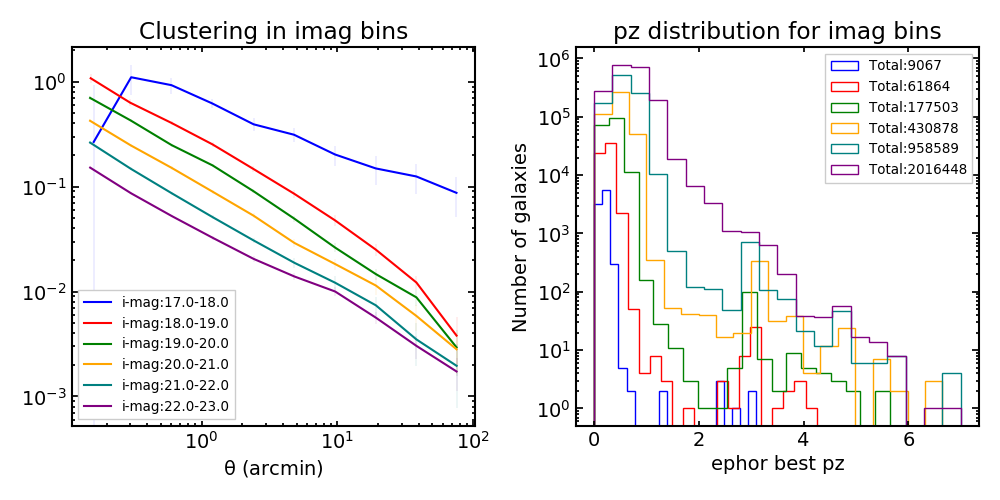 Clustering in imag bins
10⁰
10⁻¹
10⁻²
10⁻³
i-mag:17.0-18.0
i-mag:18.0-19.0
i-mag:19.0-20.0
i-mag:20.0-21.0
i-mag:21.0-22.0
i-mag:22.0-23.0
10⁰ 10¹ 10²
θ (arcmin)
pz distribution for imag bins
Number of galaxies
10⁶
10⁵
10⁴
10³
10²
10¹
10⁰
Total:9067
Total:61864
Total:177503
Total:430878
Total:958589
Total:2016448
0 2 4 6
ephor best pz